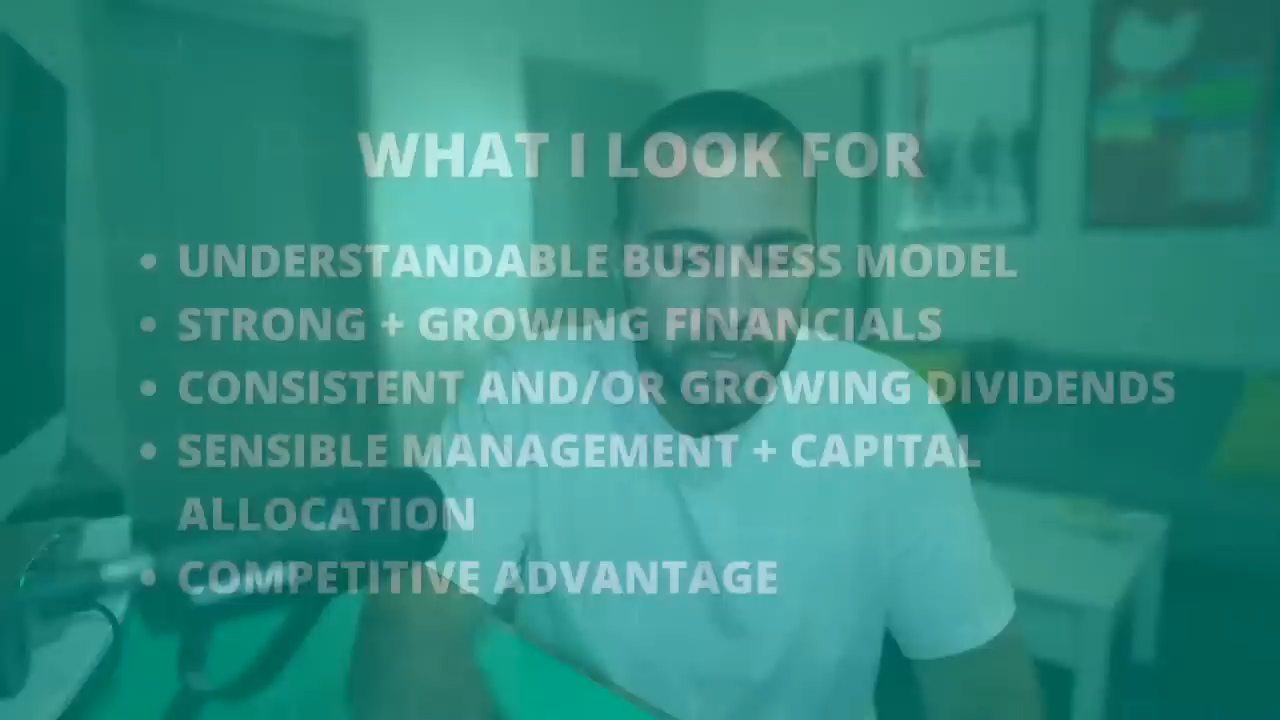 WHAT I LOOK FOR
• UNDERSTANDABLE BUSINESS MODEL
• STRONG + GROWING FINANCIALS
• CONSISTENT AND/OR GROWING DIVIDENDS
• SENSIBLE MANAGEMENT + CAPITAL
ALLOCATION
• COMPETITIVE ADVANTAGE